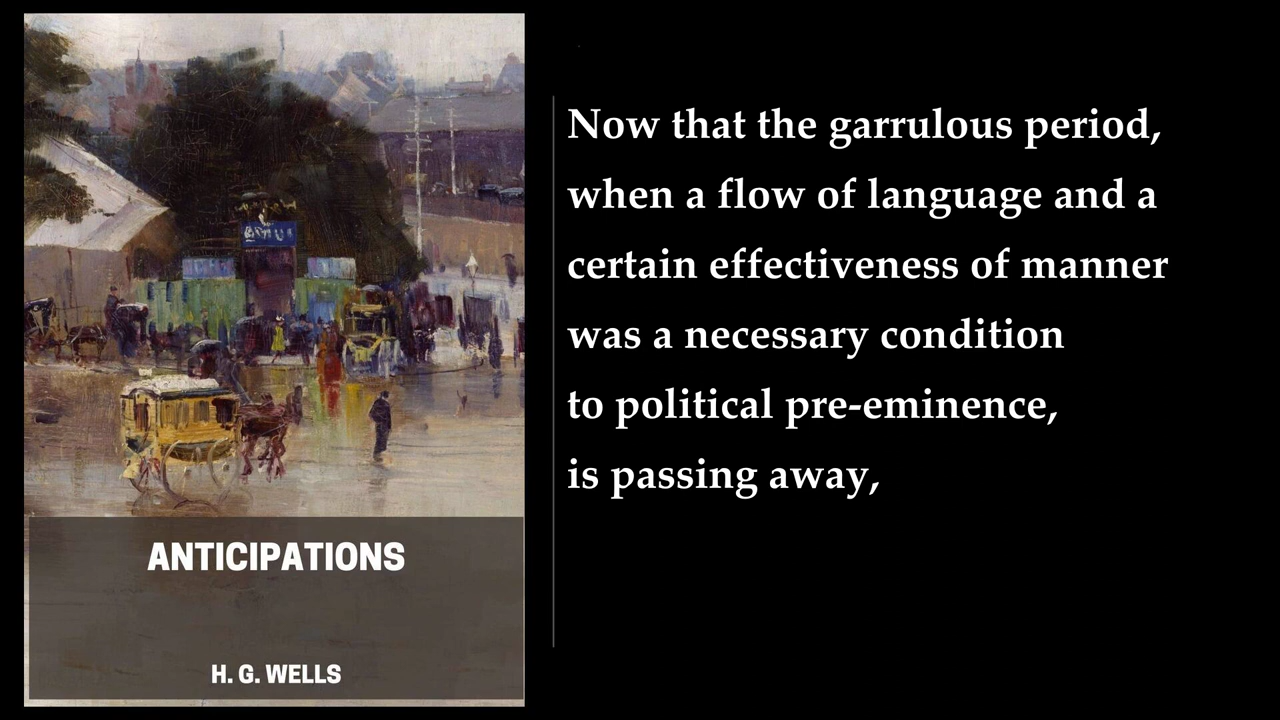 Now that the garrulous period,
when a flow of language and a
certain effectiveness of manner
was a necessary condition
to political pre-eminence,
is passing away,
ANTICIPATIONS
H. G. WELLS